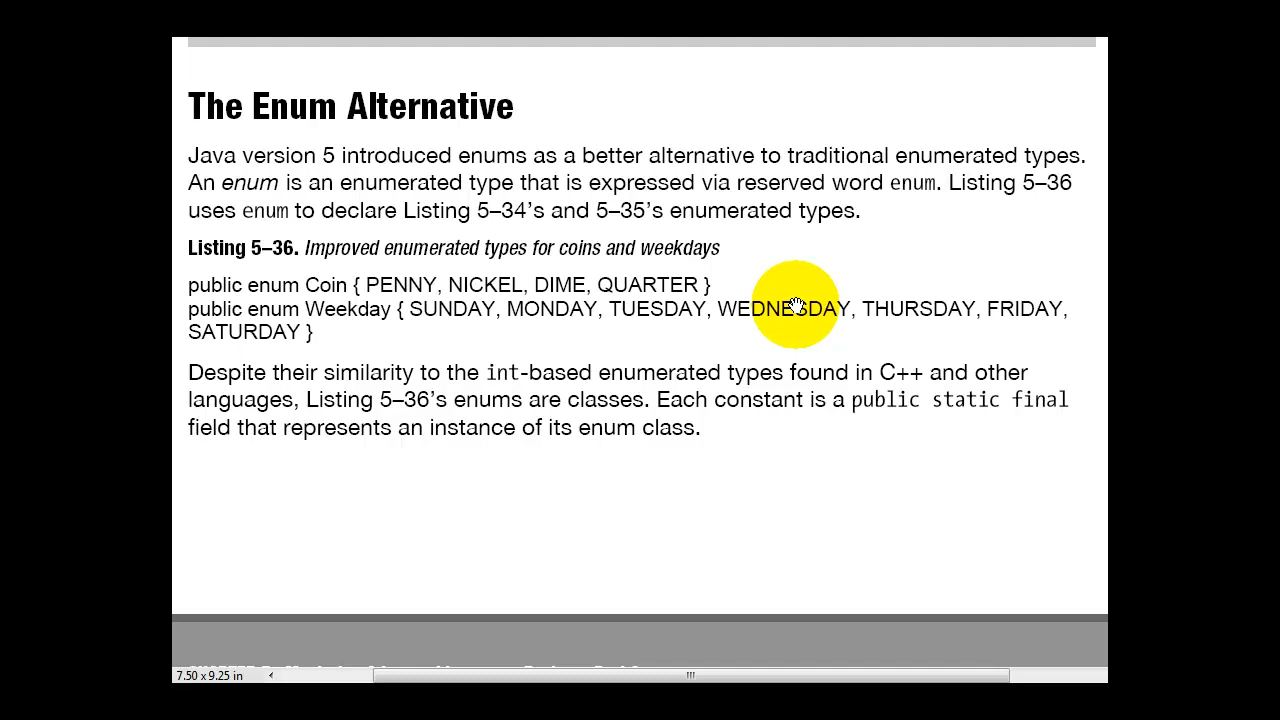 The Enum Alternative
Java version 5 introduced enums as a better alternative to traditional enumerated types.
An enum is an enumerated type that is expressed via reserved word enum. Listing 5–36
uses enum to declare Listing 5–34's and 5–35's enumerated types.
Listing 5–36. Improved enumerated types for coins and weekdays
public enum Coin { PENNY, NICKEL, DIME, QUARTER }
public enum Weekday { SUNDAY, MONDAY, TUESDAY, WEDNESDAY, THURSDAY, FRIDAY,
SATURDAY }
Despite their similarity to the int-based enumerated types found in C++ and other
languages, Listing 5–36's enums are classes. Each constant is a public static final
field that represents an instance of its enum class.
7.50 x 9.25 in